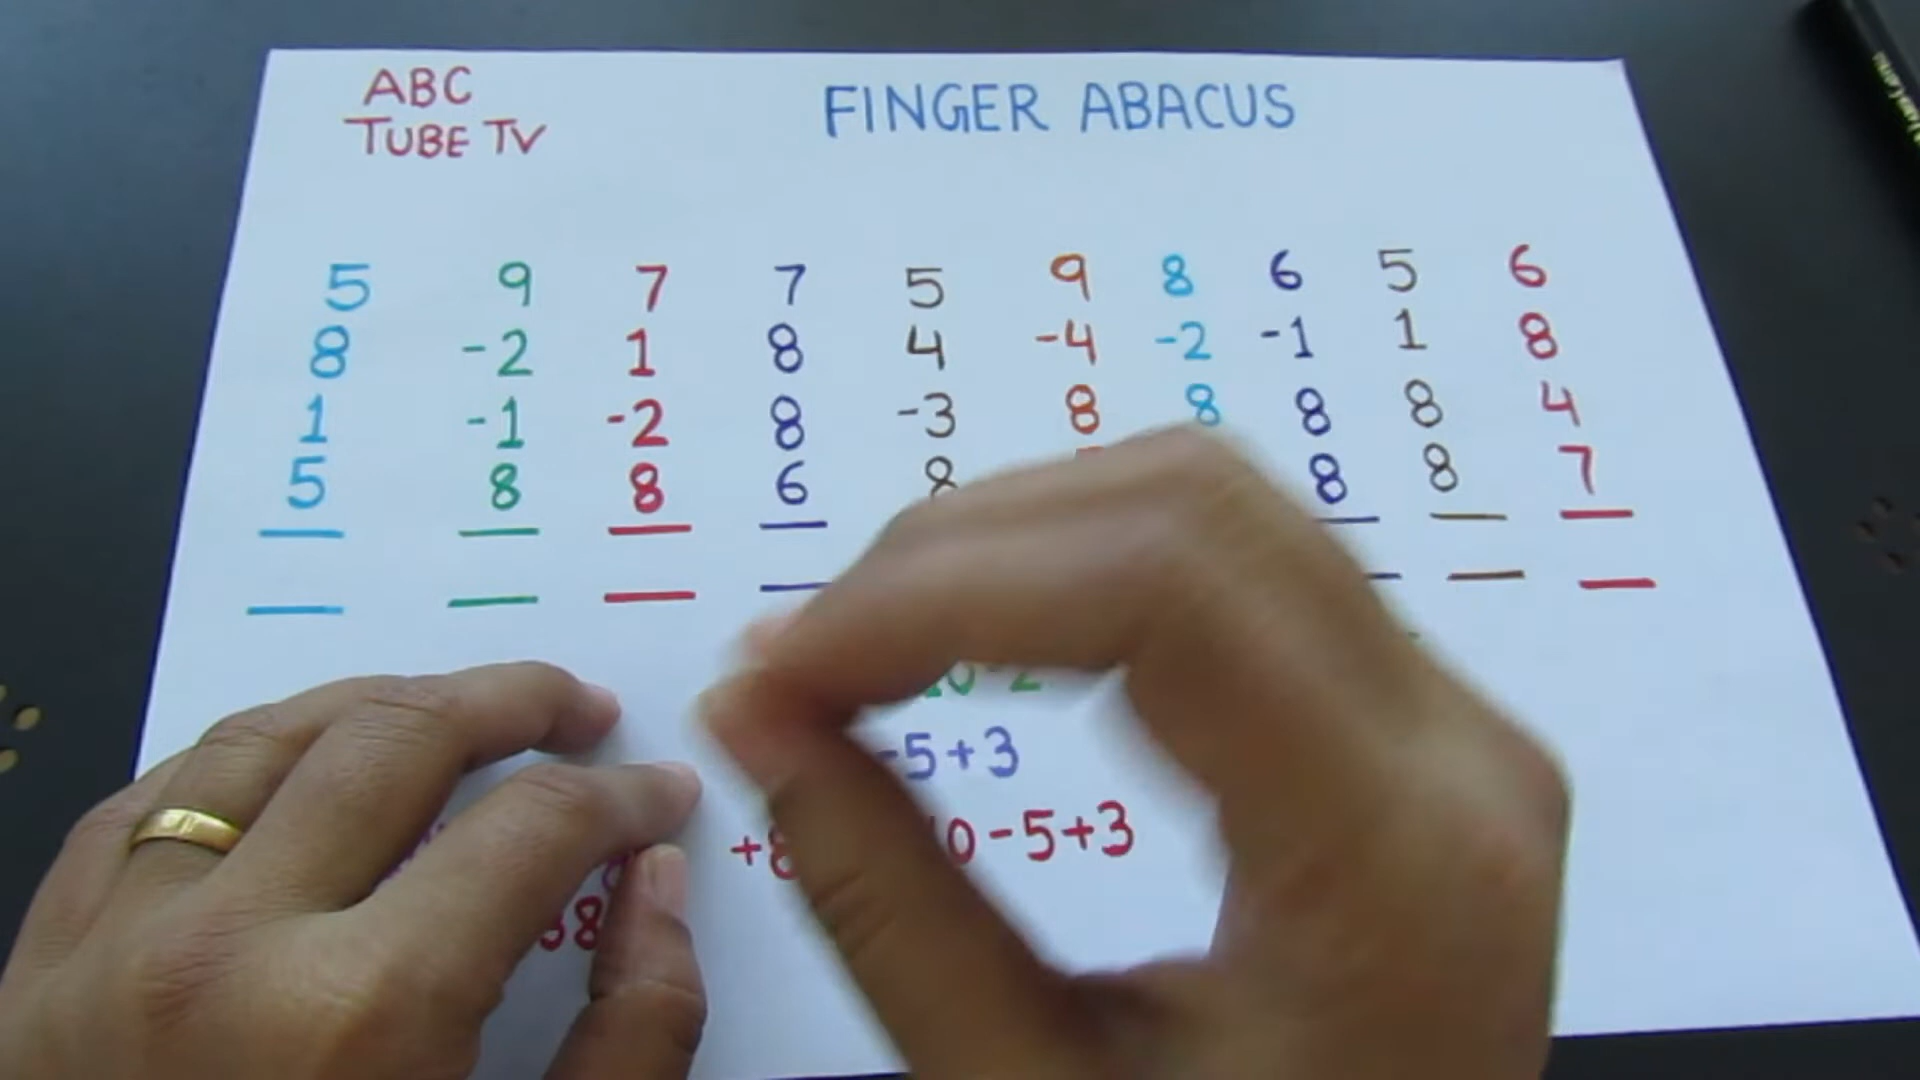 ABC
TUBE TV
FINGER ABACUS
5 9 7 7 5 9 8 6 5 6
8 -2 1 8 4 -4 -2 -1 1 8
1 -1 -2 8 -3 8 8 8 8 4
5 8 8 6 8 8 8 7
-5+3
+8 10-5+3